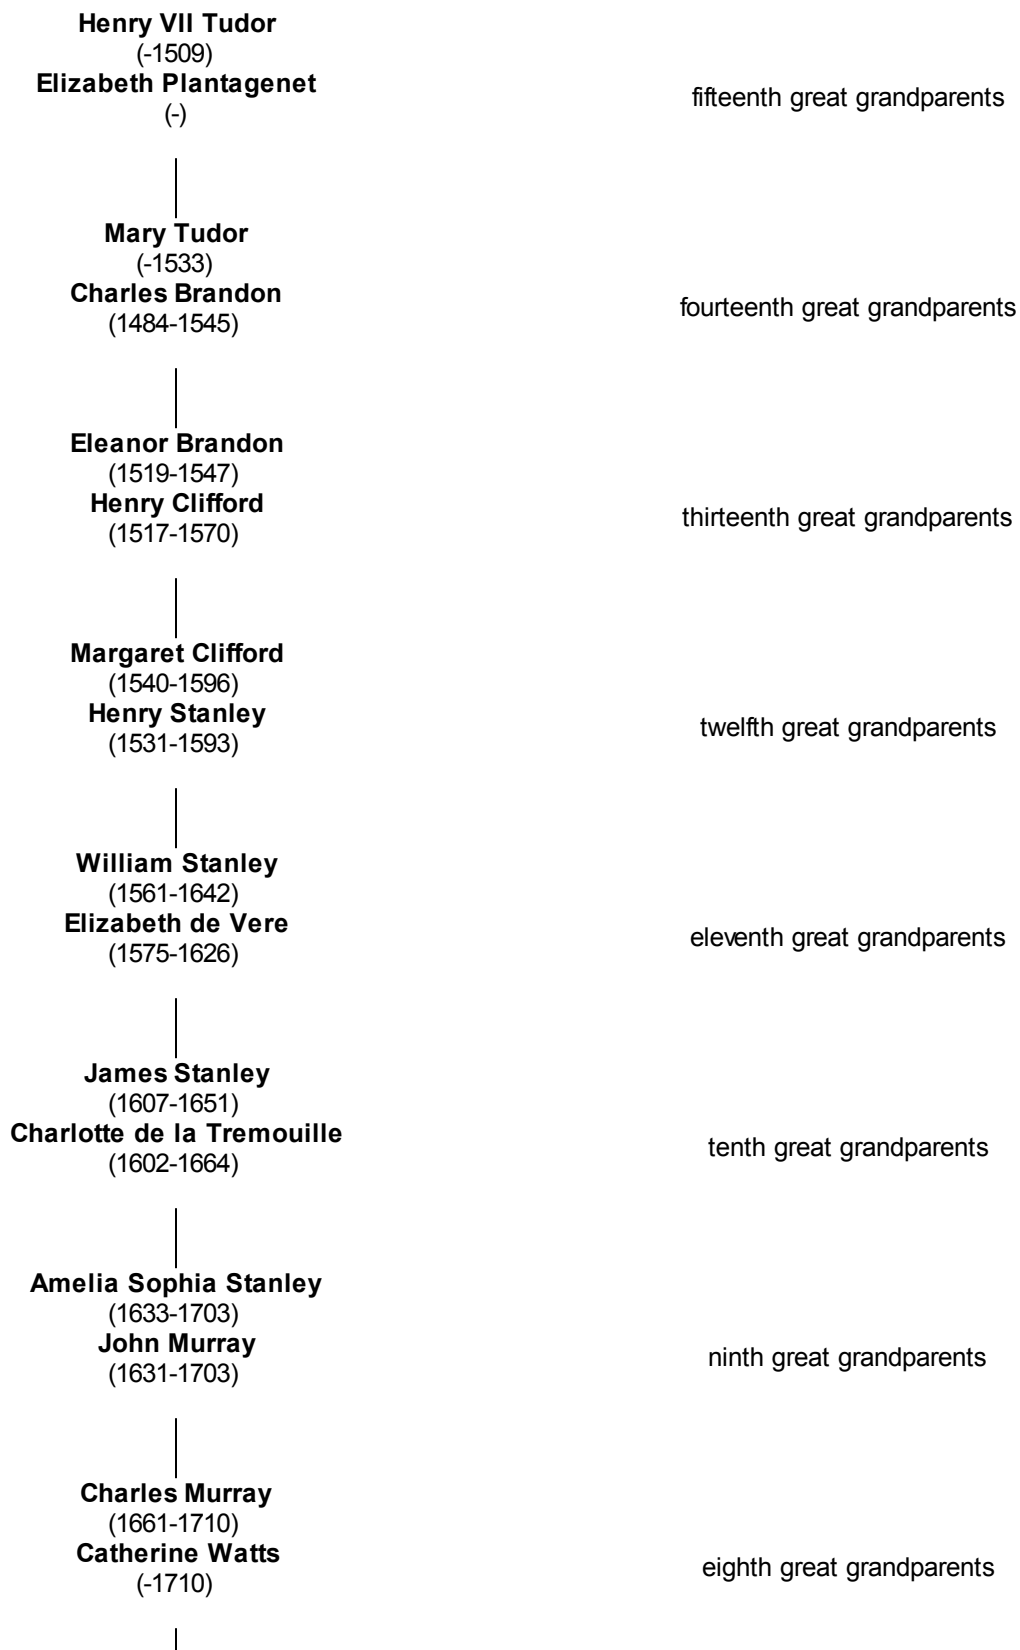 Henry VII Tudor
(-1509)
Elizabeth Plantagenet
(-)
fifteenth great grandparents
Mary Tudor
(-1533)
Charles Brandon
(1484-1545)
fourteenth great grandparents
Eleanor Brandon
(1519-1547)
Henry Clifford
(1517-1570)
thirteenth great grandparents
Margaret Clifford
(1540-1596)
Henry Stanley
(1531-1593)
twelfth great grandparents
William Stanley
(1561-1642)
Elizabeth de Vere
(1575-1626)
eleventh great grandparents
James Stanley
(1607-1651)
Charlotte de la Tremouille
(1602-1664)
tenth great grandparents
Amelia Sophia Stanley
(1633-1703)
John Murray
(1631-1703)
ninth great grandparents
Charles Murray
(1661-1710)
Catherine Watts
(-1710)
eighth great grandparents